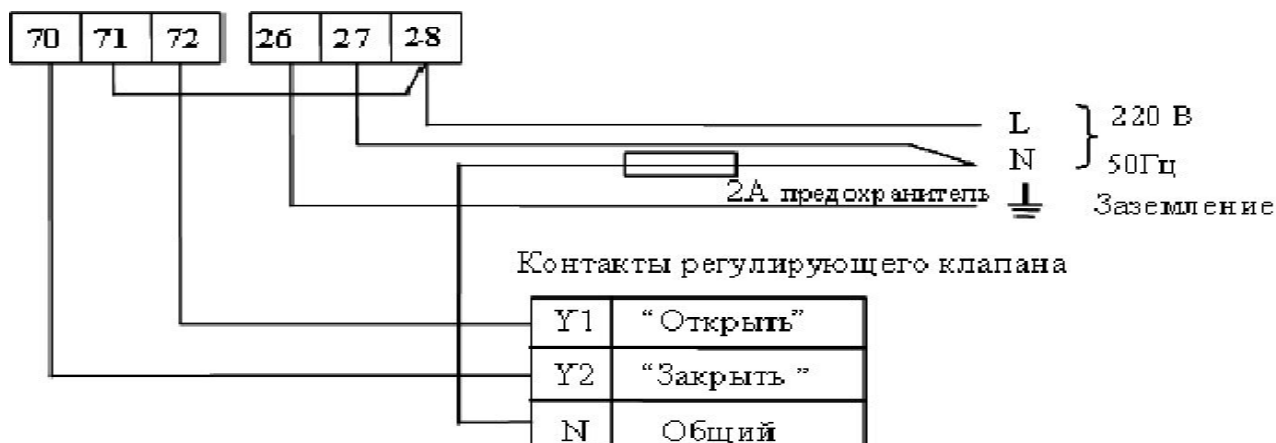 70 71 72 26 27 28
L 220 В
N 50Гц
2А предохранитель Заземление
Контакты регулирующего клапана
Y1 “Открыть”
Y2 “Закрыть ”
N Общий